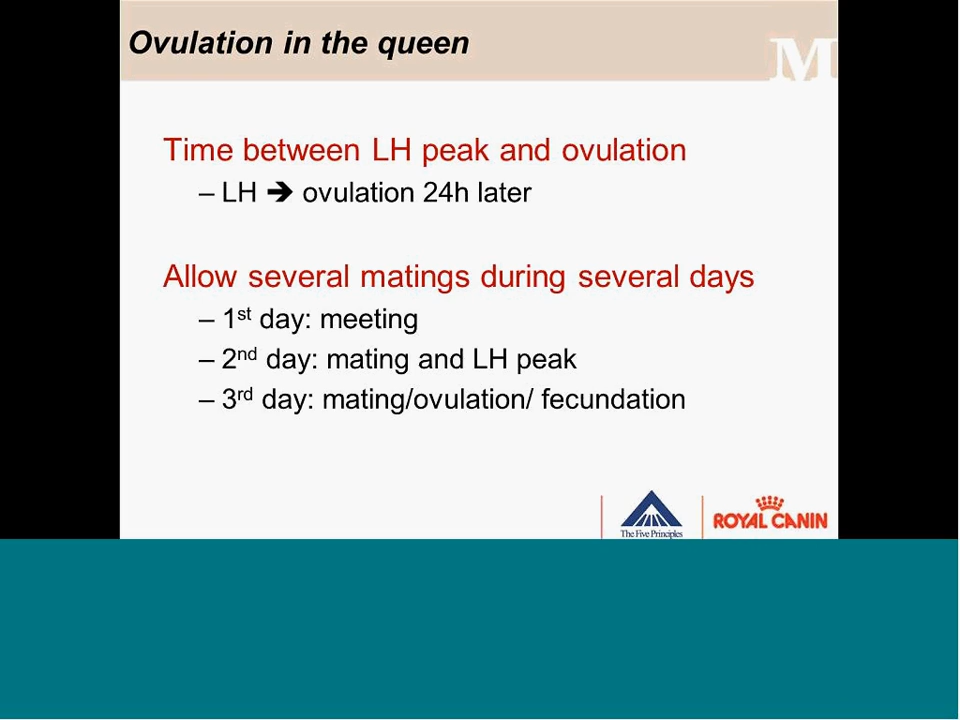 Ovulation in the queen
M
Time between LH peak and ovulation
– LH ➔ ovulation 24h later
Allow several matings during several days
– 1st day: meeting
– 2nd day: mating and LH peak
– 3rd day: mating/ovulation/ fecundation
The Five Principles
ROYAL CANIN